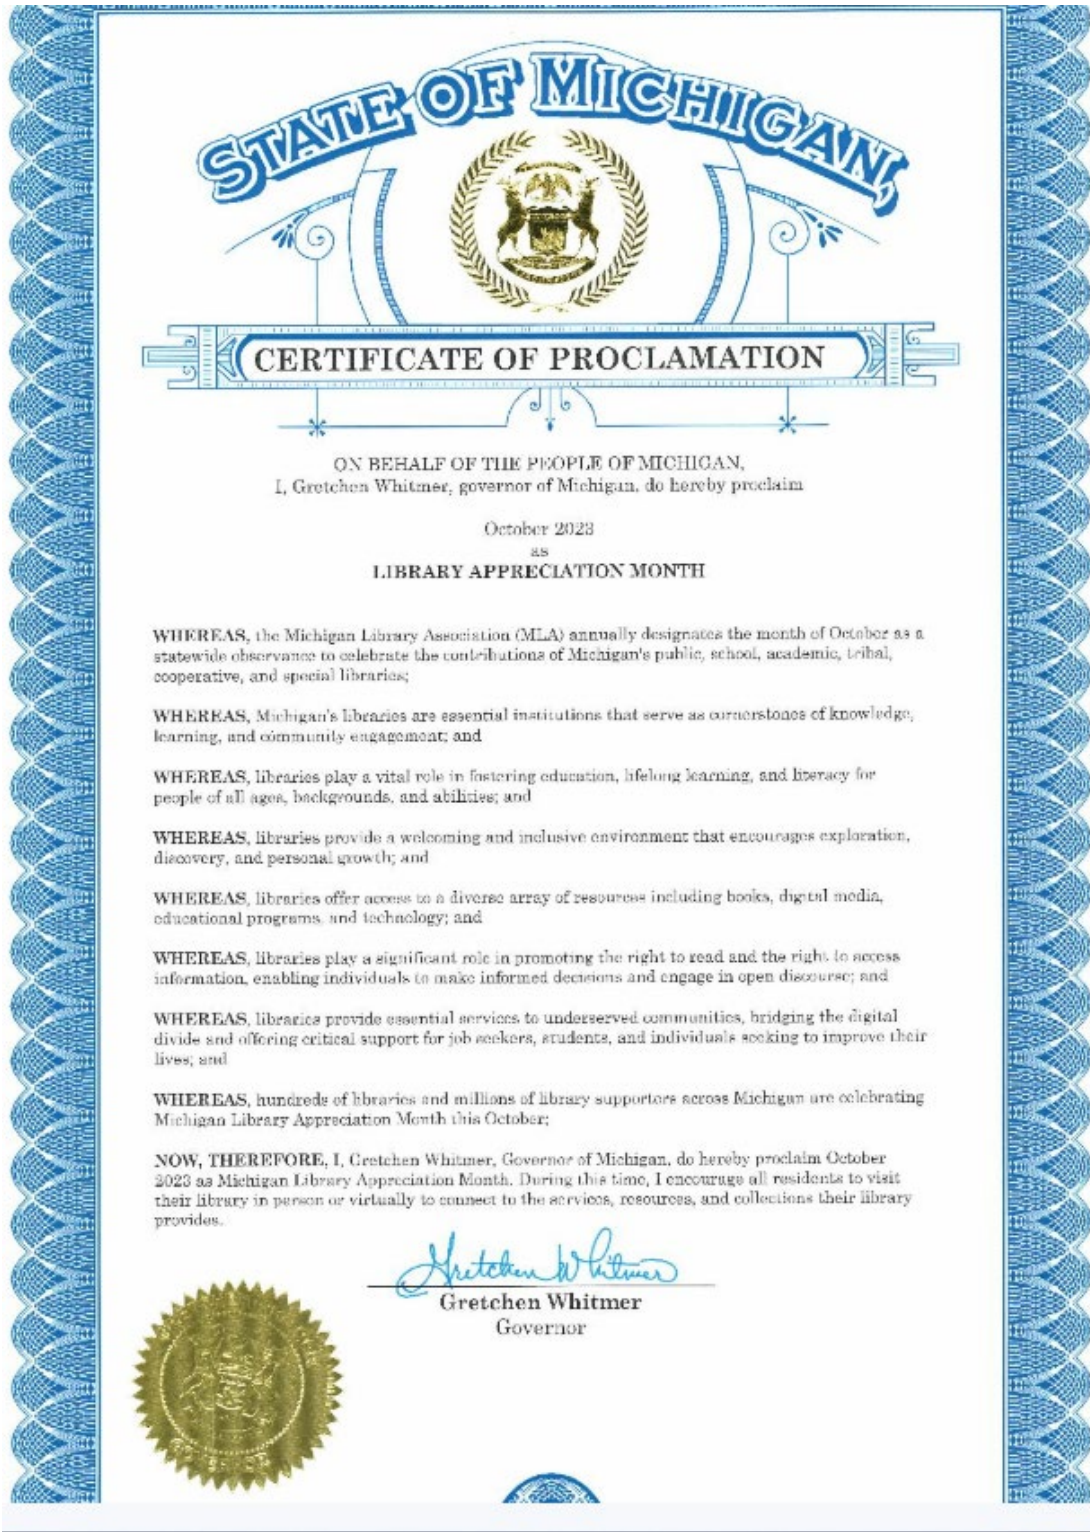 STATE OF MICHIGAN,
CERTIFICATE OF PROCLAMATION
ON BEHALF OF THE PEOPLE OF MICHIGAN,
I, Gretchen Whitmer, governor of Michigan, do hereby proclaim
October 2023
as
LIBRARY APPRECIATION MONTH
WHEREAS, the Michigan Library Association (MLA) annually designates the month of October as a
statewide observance to celebrate the contributions of Michigan's public, school, academic, tribal,
cooperative, and special libraries;
WHEREAS, Michigan's libraries are essential institutions that serve as cornerstones of knowledge,
learning, and community engagement; and
WHEREAS, libraries play a vital role in fostering education, lifelong learning, and literacy for
people of all ages, backgrounds, and abilities; and
WHEREAS, libraries provide a welcoming and inclusive environment that encourages exploration,
discovery, and personal growth; and
WHEREAS, libraries offer access to a diverse array of resources including books, digital media,
educational programs, and technology; and
WHEREAS, libraries play a significant role in promoting the right to read and the right to access
information, enabling individuals to make informed decisions and engage in open discourse; and
WHEREAS, libraries provide essential services to underserved communities, bridging the digital
divide and offering critical support for job seekers, students, and individuals seeking to improve their
lives; and
WHEREAS, hundreds of libraries and millions of library supporters across Michigan are celebrating
Michigan Library Appreciation Month this October;
NOW, THEREFORE, I, Gretchen Whitmer, Governor of Michigan, do hereby proclaim October
2023 as Michigan Library Appreciation Month. During this time, I encourage all residents to visit
their library in person or virtually to connect to the services, resources, and collections their library
provides.
Gretchen Whitmer
Gretchen Whitmer
Governor